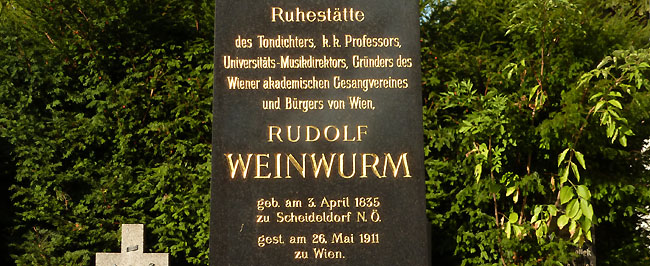 Ruhestätte
des Tondichters, k. k. Professors,
Universitäts-Musikdirektors, Gründers des
Wiener akademischen Gesangvereines
und Bürgers von Wien,
RUDOLF
WEINWURM
geb. am 3. April 1835
zu Scheideldorf N. Ö.
gest. am 26. Mai 1911
zu Wien.